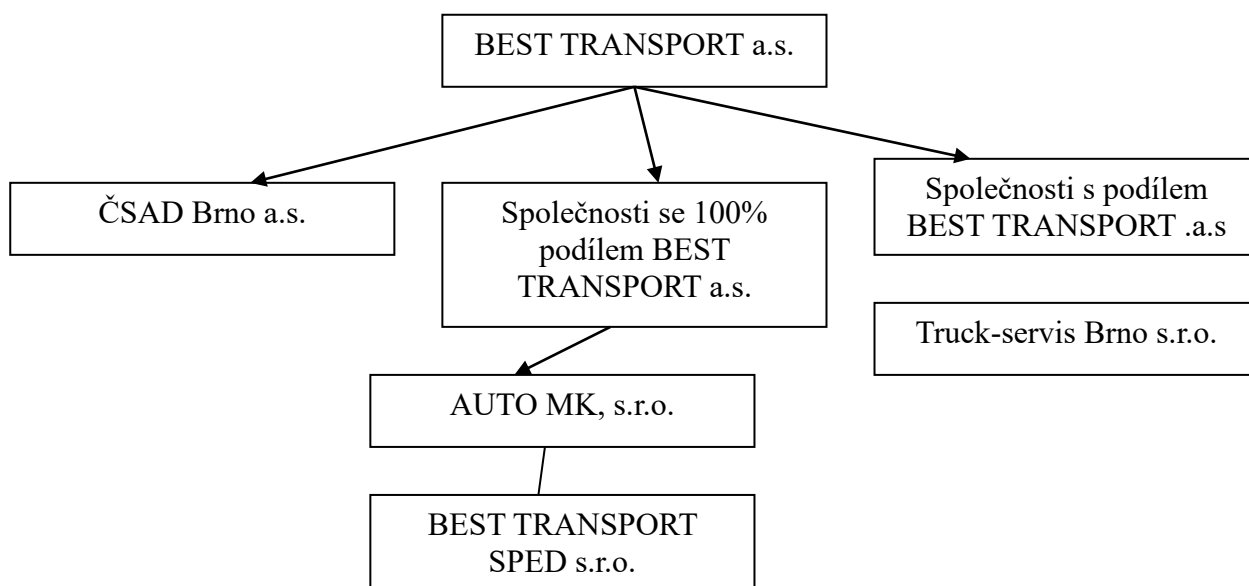 BEST TRANSPORT a.s.
ČSAD Brno a.s.
Společnosti se 100%
podílem BEST
TRANSPORT a.s.
Společnosti s podílem
BEST TRANSPORT .a.s
Truck-servis Brno s.r.o.
AUTO MK, s.r.o.
BEST TRANSPORT
SPED s.r.o.